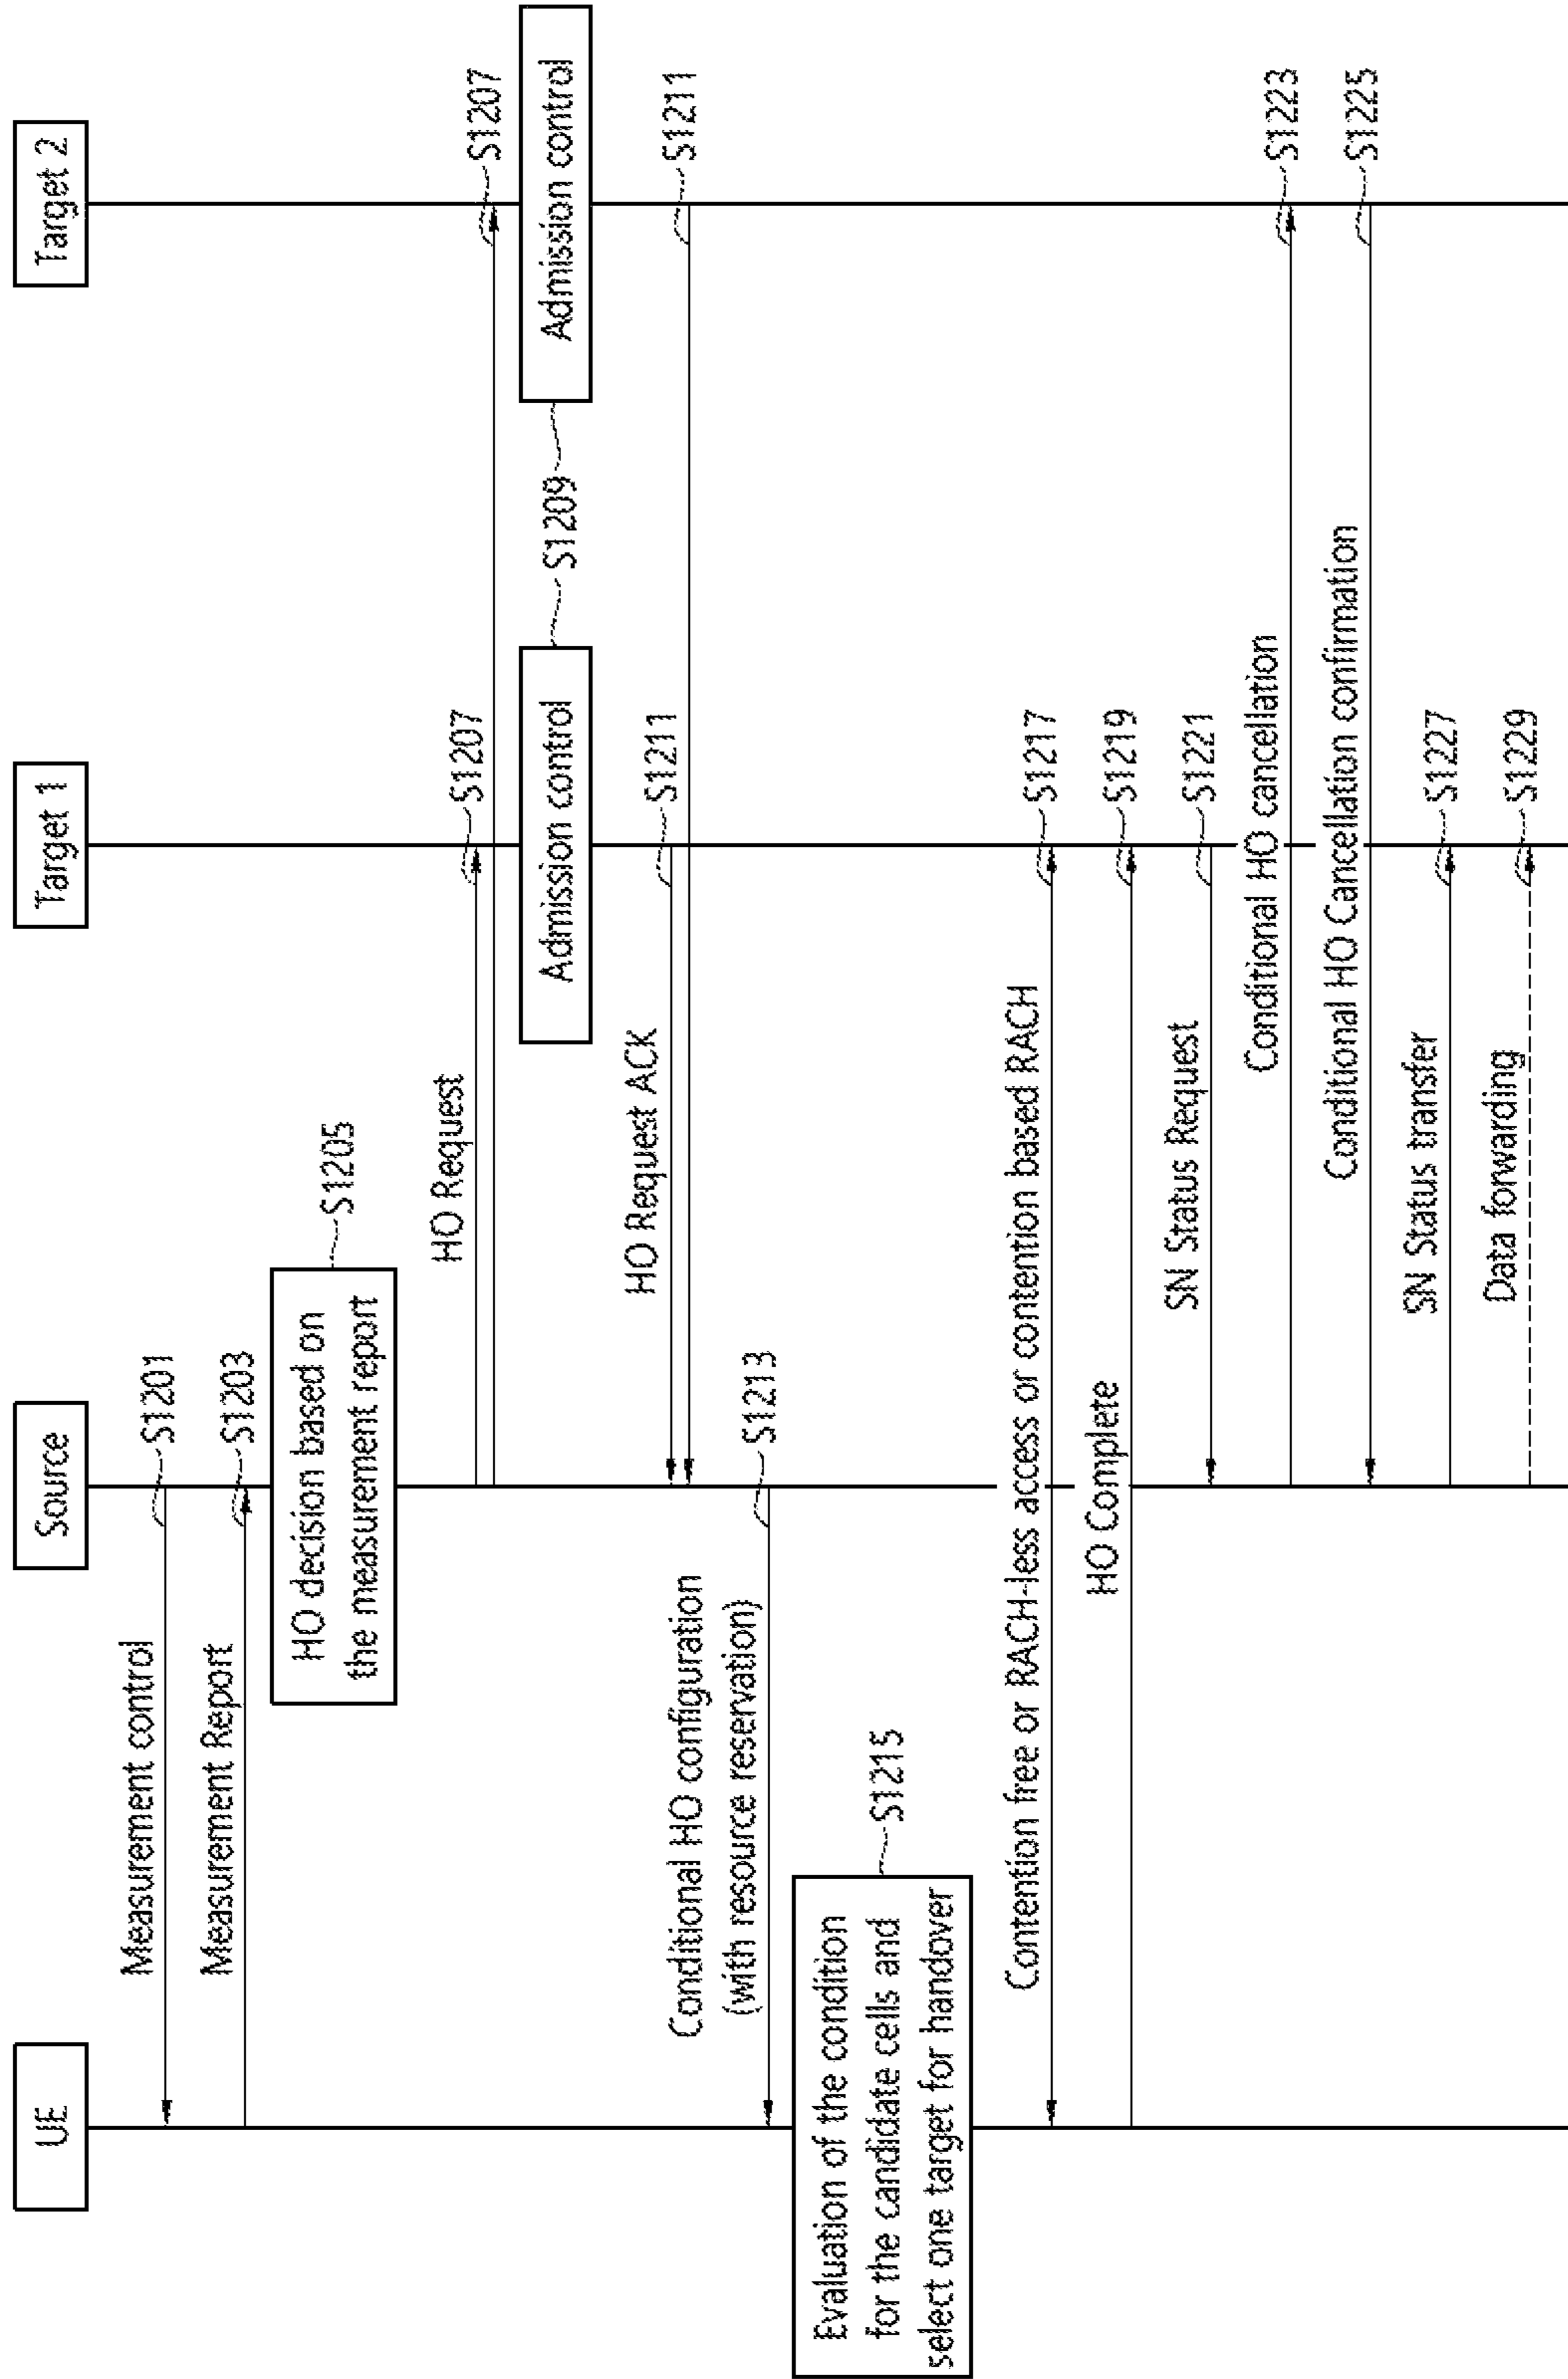 UE
Source
Target 1
Target 2
Measurement control
S1201
Measurement Report
S1203
HO decision based on
the measurement report
S1205
HO Request
S1207
S1207
Admission control
S1209
Admission control
HO Request ACK
S1211
S1211
Conditional HO configuration
(with resource reservation)
S1213
Evaluation of the condition
for the candidate cells and
select one target for handover
S1215
Contention free or RACH-less access or contention based RACH
S1217
HO Complete
S1219
SN Status Request
S1221
Conditional HO cancellation
S1223
Conditional HO Cancellation confirmation
S1225
SN Status transfer
S1227
Data forwarding
S1229